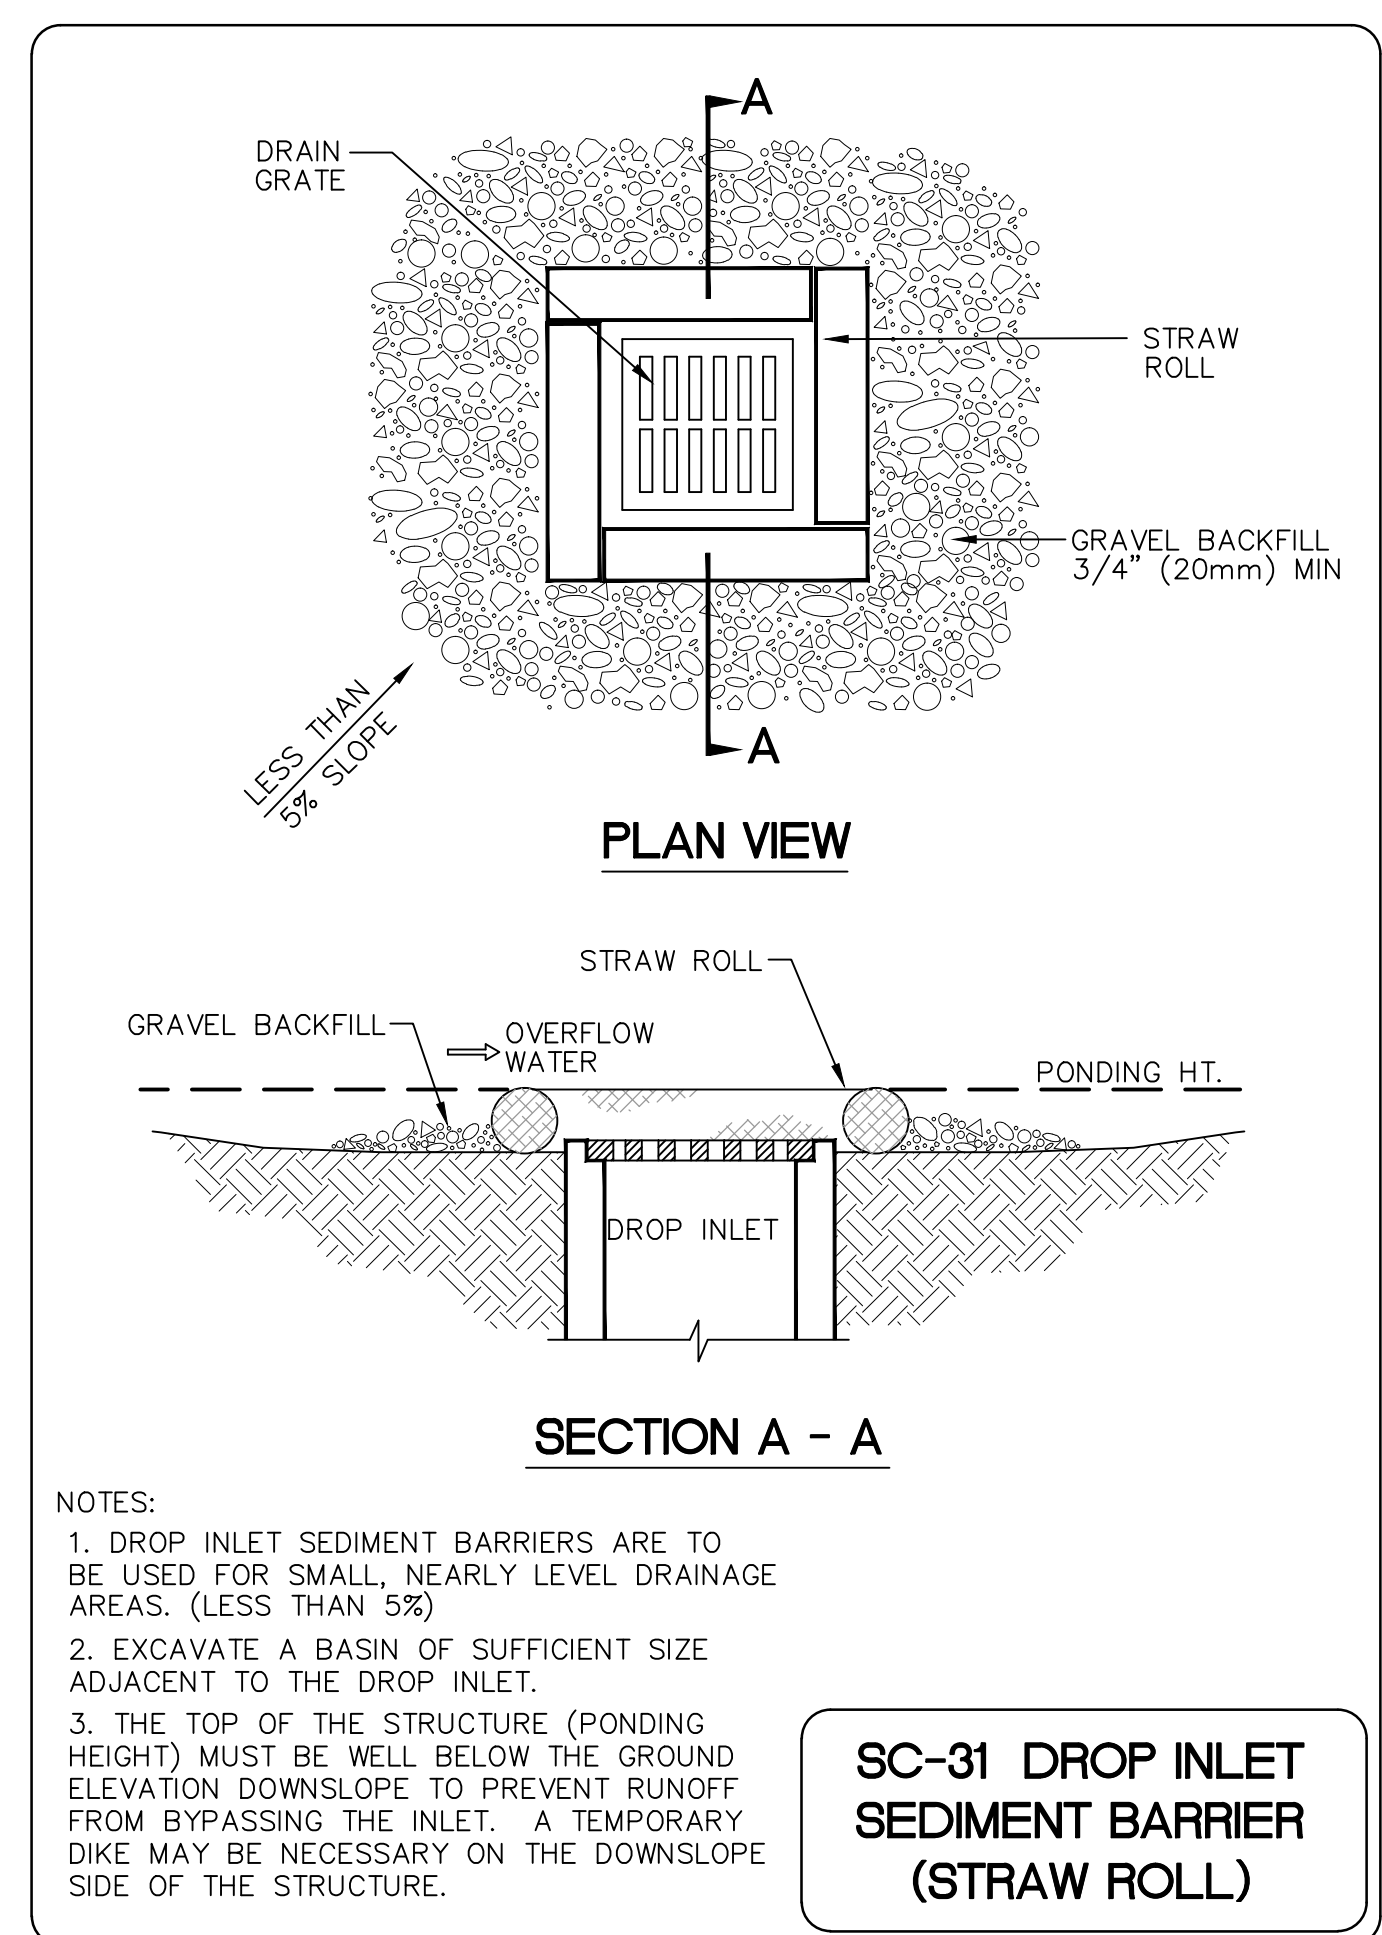 A
DRAIN
GRATE
STRAW
ROLL
GRAVEL BACKFILL
3/4" (20mm) MIN
LESS THAN
5% SLOPE
A
PLAN VIEW
STRAW ROLL
GRAVEL BACKFILL
OVERFLOW
WATER
PONDING HT.
DROP INLET
SECTION A - A
NOTES:
1. DROP INLET SEDIMENT BARRIERS ARE TO
BE USED FOR SMALL, NEARLY LEVEL DRAINAGE
AREAS. (LESS THAN 5%)
2. EXCAVATE A BASIN OF SUFFICIENT SIZE
ADJACENT TO THE DROP INLET.
3. THE TOP OF THE STRUCTURE (PONDING
HEIGHT) MUST BE WELL BELOW THE GROUND
ELEVATION DOWNSLOPE TO PREVENT RUNOFF
FROM BYPASSING THE INLET. A TEMPORARY
DIKE MAY BE NECESSARY ON THE DOWNSLOPE
SIDE OF THE STRUCTURE.
SC-31 DROP INLET
SEDIMENT BARRIER
(STRAW ROLL)